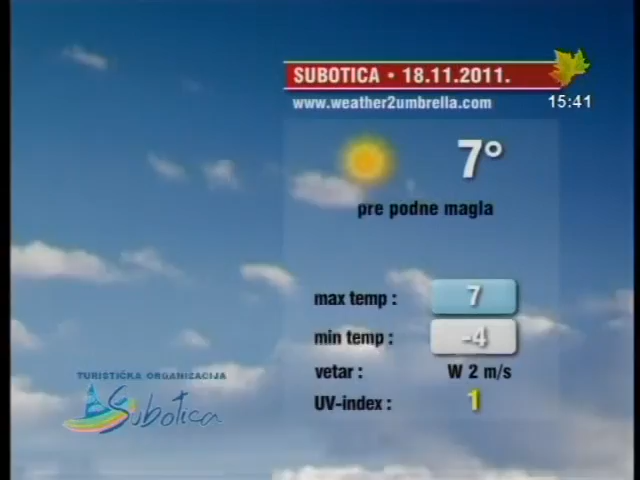 SUBOTICA • 18.11.2011.
www.weather2umbrella.com 15:41
7°
pre podne magla
max temp : 7
min temp : -4
vetar : W 2 m/s
UV-index : 1
TURISTIČKA ORGANIZACIJA
Subotica